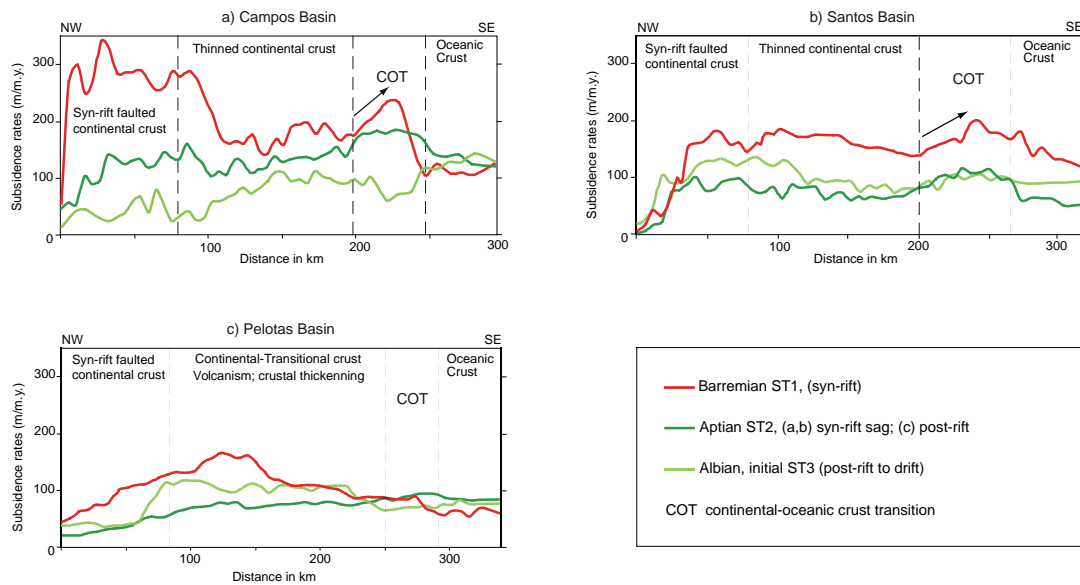 a) Campos Basin
NW
SE
Subsidence rates (m/m.y.)
300
200
100
0
Syn-rift faulted
continental crust
Thinned continental crust
COT
Oceanic
Crust
100
200
300
Distance in km
b) Santos Basin
NW
SE
Subsidence rates (m/m.y.)
300
200
100
0
Syn-rift faulted
continental crust
Thinned continental crust
COT
Oceanic
Crust
100
200
300
Distance in km
c) Pelotas Basin
NW
SE
Subsidence rates (m/m.y.)
300
200
100
0
Syn-rift faulted
continental crust
Continental-Transitional crust
Volcanism; crustal thickenning
COT
Oceanic
Crust
100
200
300
Distance in km
Barremian ST1, (syn-rift)
Aptian ST2, (a,b) syn-rift sag; (c) post-rift
Albian, initial ST3 (post-rift to drift)
COT continental-oceanic crust transition